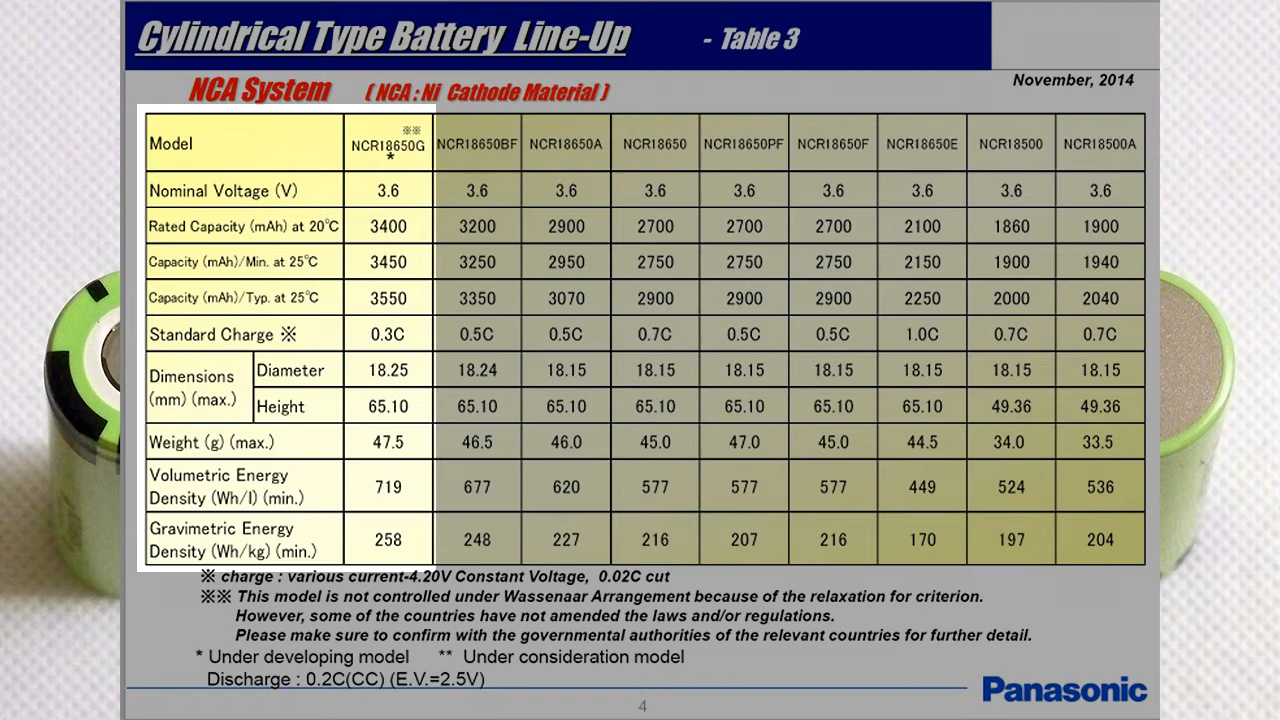 Cylindrical Type Battery Line-Up - Table 3
November, 2014
NCA System ( NCA : Ni Cathode Material )
Model NCR18650G ※※ * NCR18650BF NCR18650A NCR18650 NCR18650PF NCR18650F NCR18650E NCR18500 NCR18500A
Nominal Voltage (V) 3.6 3.6 3.6 3.6 3.6 3.6 3.6 3.6 3.6
Rated Capacity (mAh) at 20℃ 3400 3200 2900 2700 2700 2700 2100 1860 1900
Capacity (mAh)/Min. at 25℃ 3450 3250 2950 2750 2750 2750 2150 1900 1940
Capacity (mAh)/Typ. at 25℃ 3550 3350 3070 2900 2900 2900 2250 2000 2040
Standard Charge ※ 0.3C 0.5C 0.5C 0.7C 0.5C 0.5C 1.0C 0.7C 0.7C
Dimensions (mm) (max.) Diameter 18.25 18.24 18.15 18.15 18.15 18.15 18.15 18.15 18.15
Height 65.10 65.10 65.10 65.10 65.10 65.10 65.10 49.36 49.36
Weight (g) (max.) 47.5 46.5 46.0 45.0 47.0 45.0 44.5 34.0 33.5
Volumetric Energy Density (Wh/l) (min.) 719 677 620 577 577 577 449 524 536
Gravimetric Energy Density (Wh/kg) (min.) 258 248 227 216 207 216 170 197 204
※ charge : various current-4.20V Constant Voltage, 0.02C cut
※※ This model is not controlled under Wassenaar Arrangement because of the relaxation for criterion.
However, some of the countries have not amended the laws and/or regulations.
Please make sure to confirm with the governmental authorities of the relevant countries for further detail.
* Under developing model ** Under consideration model
Discharge : 0.2C(CC) (E.V.=2.5V)
Panasonic
4